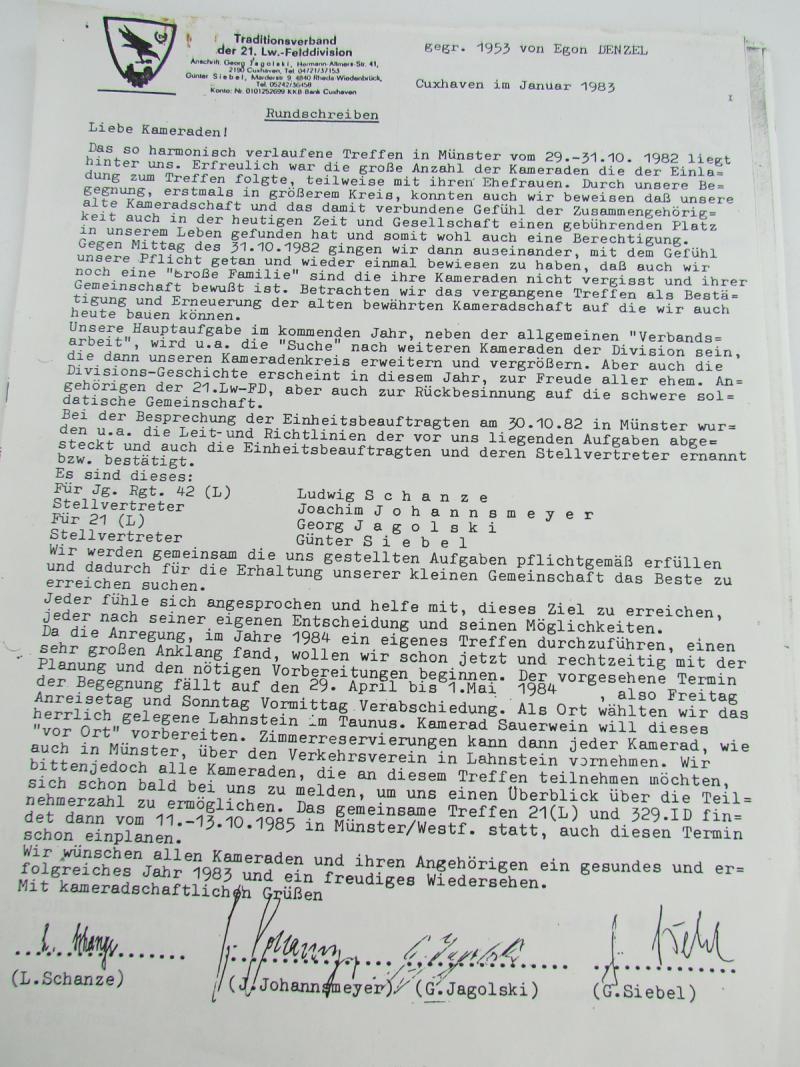 Traditionsverband
der 21. Lw.-Felddivision
Anschrift: Georg Jagolski, Hermann-Allmers-Str. 41,
2190 Cuxhaven, Tel. 04/21/37153
Günter Siebel, Marderstr. 9 4840 Rheda Wiedenbrück,
Tel. 05242/36458
Konto: Nr. 0101252699 KKB Bank Cuxhaven
gegr. 1953 von Egon DENZEL
Cuxhaven im Januar 1983
Rundschreiben
Liebe Kameraden!
Das so harmonisch verlaufene Treffen in Münster vom 29.-31.10. 1982 liegt
hinter uns. Erfreulich war die große Anzahl der Kameraden die der Einla=
dung zum Treffen folgte, teilweise mit ihren Ehefrauen. Durch unsere Be=
gegnung, erstmals in größerem Kreis, konnten auch wir beweisen daß unsere
alte Kameradschaft und das damit verbundene Gefühl der Zusammengehörig=
keit auch in der heutigen Zeit und Gesellschaft einen gebührenden Platz
in unserem Leben gefunden hat und somit wohl auch eine Berechtigung.
Gegen Mittag des 31.10.1982 gingen wir dann auseinander, mit dem Gefühl
unsere Pflicht getan und wieder einmal bewiesen zu haben, daß auch wir
noch eine "Große Familie" sind die ihre Kameraden nicht vergisst und ihrer
Gemeinschaft bewußt ist. Betrachten wir das vergangene Treffen als Bestä=
tigung und Erneuerung der alten bewährten Kameradschaft auf die wir auch
heute bauen können.
Unsere Hauptaufgabe im kommenden Jahr, neben der allgemeinen "Verbands=
arbeit", wird u.a. die "Suche" nach weiteren Kameraden der Division sein,
die dann unseren Kameradenkreis erweitern und vergrößern. Aber auch die
Divisions-Geschichte erscheint in diesem Jahr, zur Freude aller ehem. An=
gehörigen der 21.Lw-FD, aber auch zur Rückbesinnung auf die schwere sol=
datische Gemeinschaft.
Bei der Besprechung der Einheitsbeauftragten am 30.10.82 in Münster wur=
den u.a. die Leit-und Richtlinien der vor uns liegenden Aufgaben abge=
steckt und auch die Einheitsbeauftragten und deren Stellvertreter ernannt
bzw. bestätigt.
Es sind dieses:
Für Jg. Rgt. 42 (L) Ludwig S c h a n z e
Stellvertreter Joachim J o h a n n s m e y e r
Für 21 (L) Georg J a g o l s k i
Stellvertreter Günter S i e b e l
Wir werden gemeinsam die uns gestellten Aufgaben pflichtgemäß erfüllen
und dadurch für die Erhaltung unserer kleinen Gemeinschaft das Beste zu
erreichen suchen.
Jeder fühle sich angesprochen und helfe mit, dieses Ziel zu erreichen,
jeder nach seiner eigenen Entscheidung und seinen Möglichkeiten.
Da die Anregung, im Jahre 1984 ein eigenes Treffen durchzuführen, einen
sehr großen Anklang fand, wollen wir schon jetzt und rechtzeitig mit der
Planung und den nötigen Vorbereitungen beginnen. Der vorgesehene Termin
der Begegnung fällt auf den 29. April bis 1.Mai 1984 , also Freitag
Anreisetag und Sonntag Vormittag Verabschiedung. Als Ort wählten wir das
herrlich gelegene Lahnstein im Taunus. Kamerad Sauerwein will dieses
"vor Ort" vorbereiten. Zimmerreservierungen kann dann jeder Kamerad, wie
auch in Münster, über den Verkehrsverein in Lahnstein vornehmen. Wir
bittenjedoch alle Kameraden, die an diesem Treffen teilnehmen möchten,
sich schon bald bei uns zu melden, um uns einen Überblick über die Teil=
nehmerzahl zu ermöglichen. Das gemeinsame Treffen 21(L) und 329.ID fin=
det dann vom 11.-13.10.1985 in Münster/Westf. statt, auch diesen Termin
schon einplanen.
Wir wünschen allen Kameraden und ihren Angehörigen ein gesundes und er=
folgreiches Jahr 1983 und ein freudiges Wiedersehen.
Mit kameradschaftlichen Grüßen
L. Schanze J. Johannsmeyer G. Jagolski G. Siebel
(L.Schanze) (J.Johannsmeyer) (G.Jagolski) (G.Siebel)